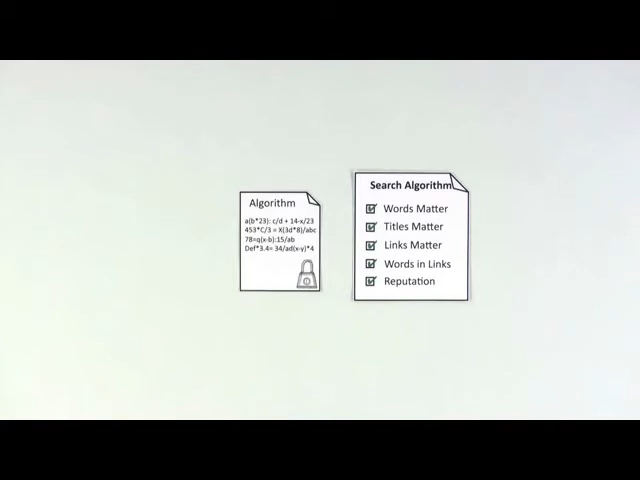 Algorithm
a(b*23): c/d + 14-x/23
453*C/3 = X(3d*8)/abc
78=q(x-b):15/ab
Def*3.4= 34/ad(x-y)*4
Search Algorithm
Words Matter
Titles Matter
Links Matter
Words in Links
Reputation